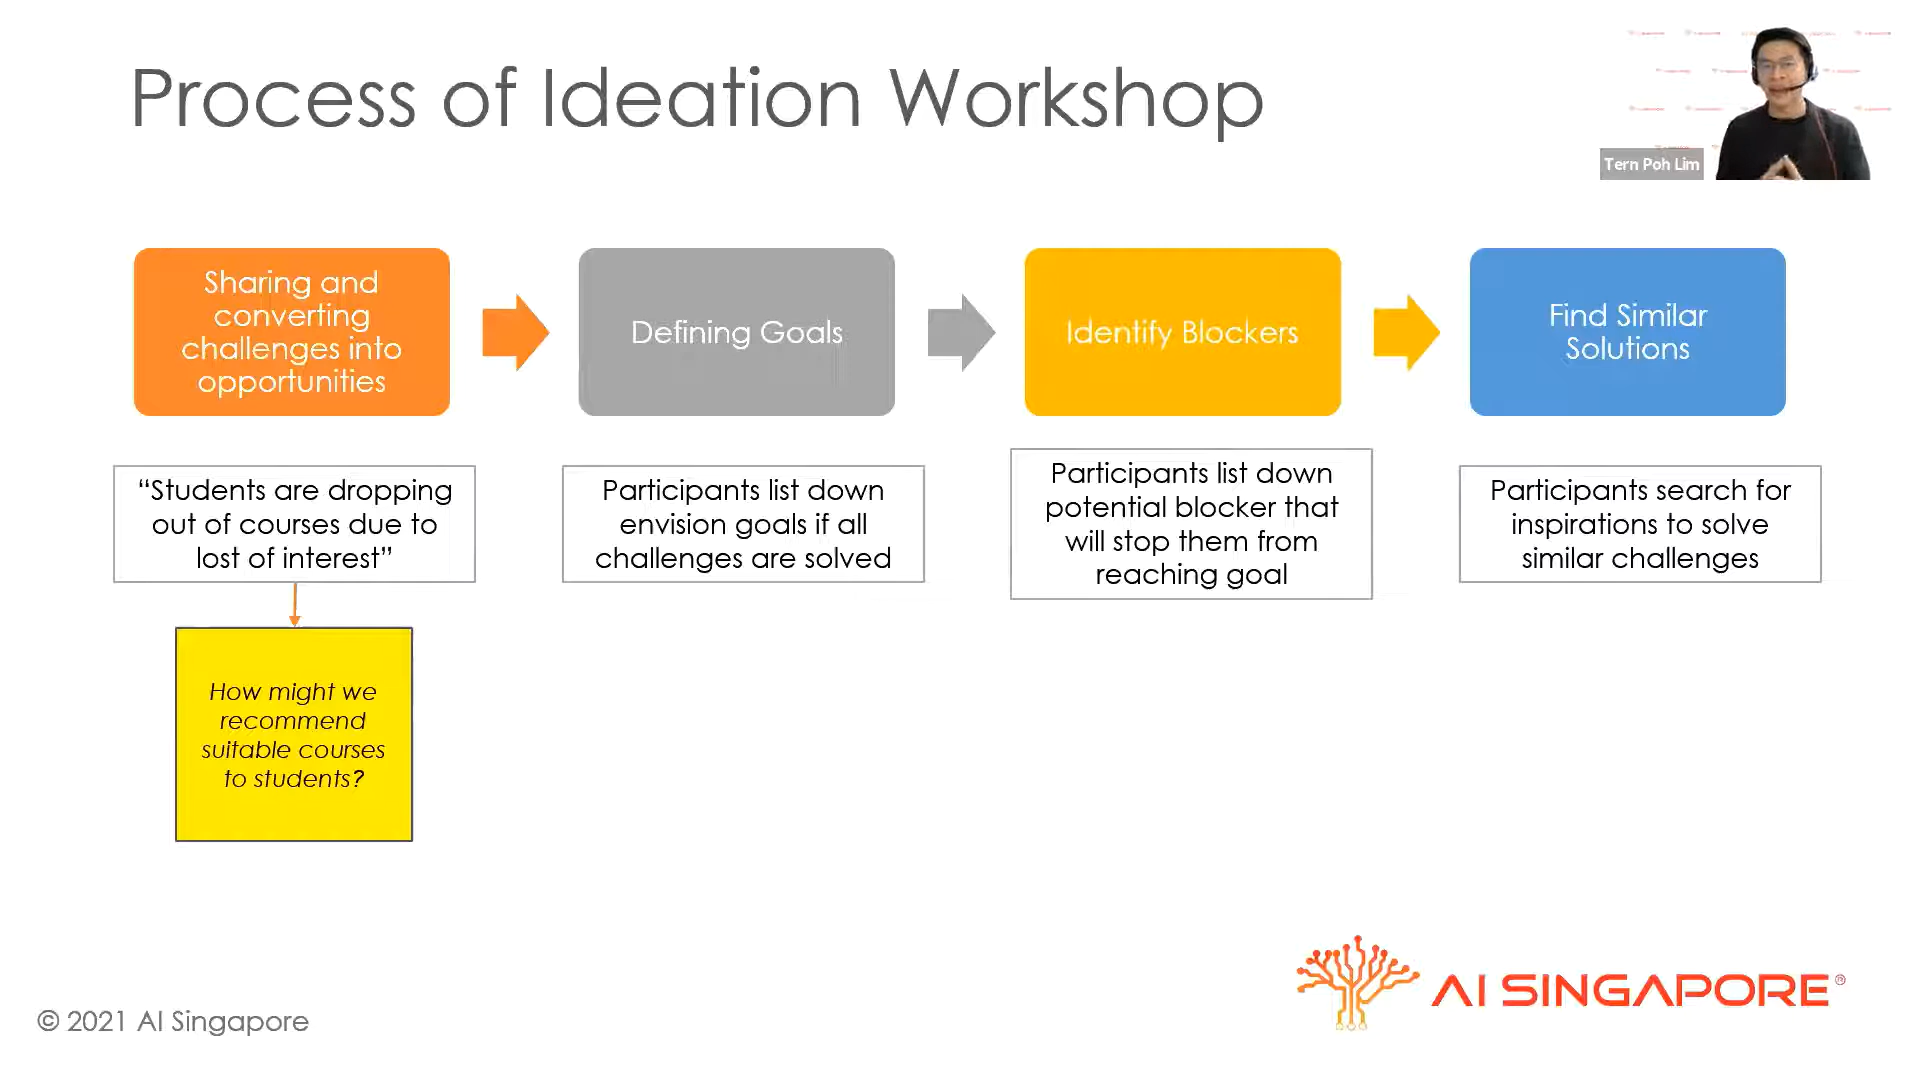 Process of Ideation Workshop
Tern Poh Lim
Sharing and
converting
challenges into
opportunities
Defining Goals
Identify Blockers
Find Similar
Solutions
“Students are dropping
out of courses due to
lost of interest”
Participants list down
envision goals if all
challenges are solved
Participants list down
potential blocker that
will stop them from
reaching goal
Participants search for
inspirations to solve
similar challenges
How might we
recommend
suitable courses
to students?
AI SINGAPORE®
© 2021 AI Singapore